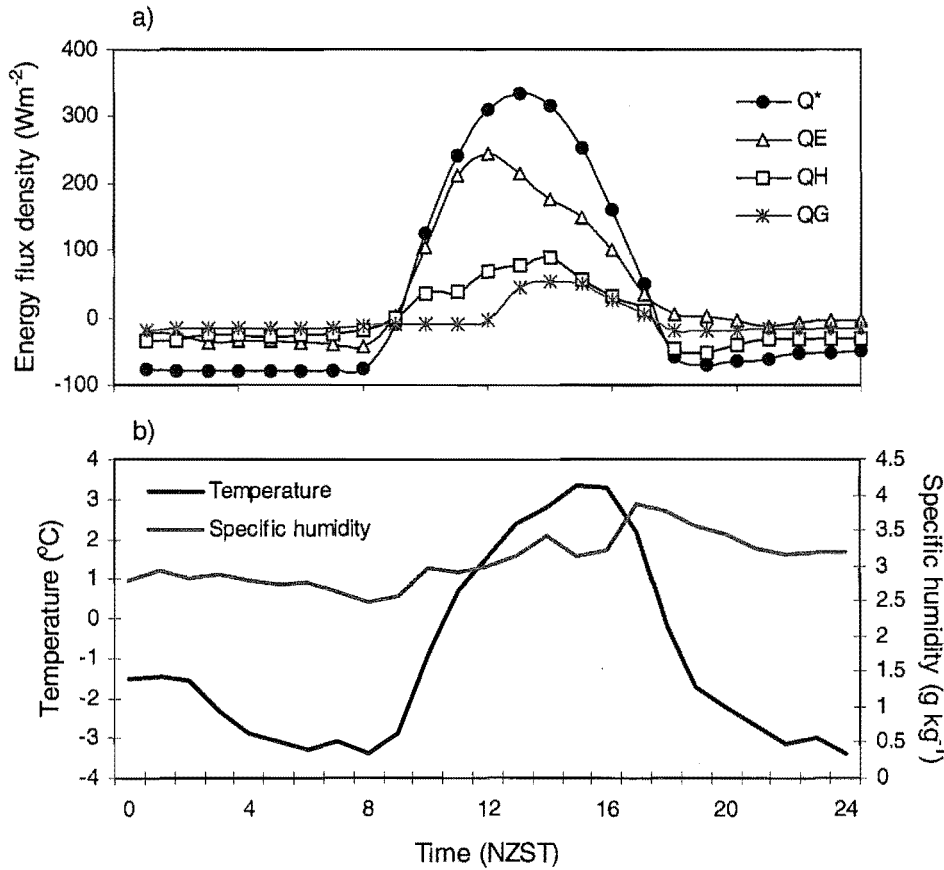 a)
400
300
200
100
0
-100
Energy flux density (Wm⁻²)
Q*
QE
QH
QG
b)
4
3
2
1
0
-1
-2
-3
-4
Temperature (ºC)
Temperature
Specific humidity
4.5
4
3.5
3
2.5
2
1.5
1
0.5
0
Specific humidity (g kg⁻¹)
0 4 8 12 16 20 24
Time (NZST)